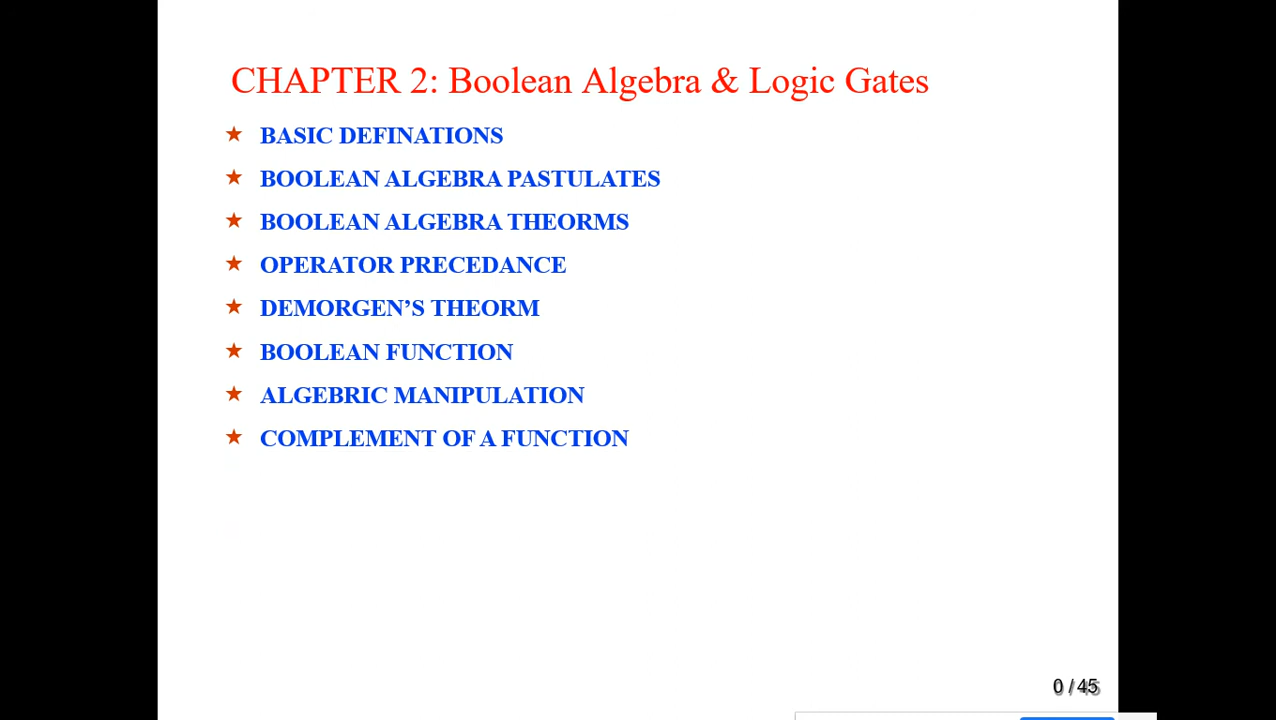 CHAPTER 2: Boolean Algebra & Logic Gates
★ BASIC DEFINATIONS
★ BOOLEAN ALGEBRA PASTULATES
★ BOOLEAN ALGEBRA THEORMS
★ OPERATOR PRECEDANCE
★ DEMORGEN’S THEORM
★ BOOLEAN FUNCTION
★ ALGEBRIC MANIPULATION
★ COMPLEMENT OF A FUNCTION
0 / 45